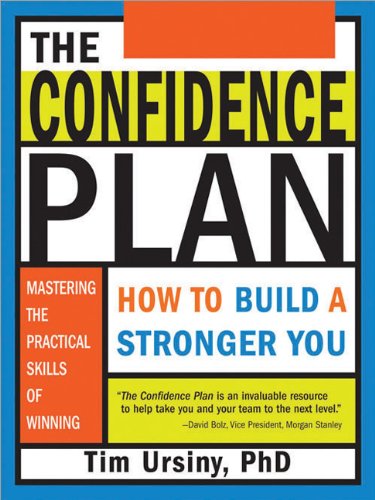 THE
CONFIDENCE
PLAN
MASTERING
THE
PRACTICAL
SKILLS
OF
WINNING
HOW TO BUILD A
STRONGER YOU
"The Confidence Plan is an invaluable resource
to help take you and your team to the next level."
—David Bolz, Vice President, Morgan Stanley
Tim Ursiny, PhD